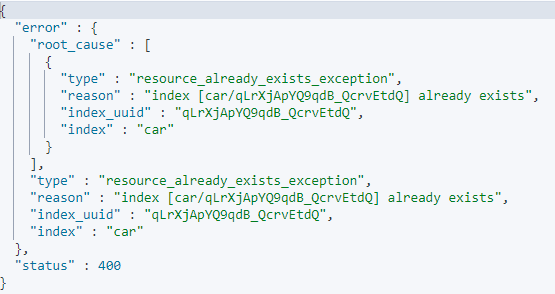 {
  "error" : {
    "root_cause" : [
      {
        "type" : "resource_already_exists_exception",
        "reason" : "index [car/qLrXjApYQ9qdB_QcrvEtdQ] already exists",
        "index_uuid" : "qLrXjApYQ9qdB_QcrvEtdQ",
        "index" : "car"
      }
    ],
    "type" : "resource_already_exists_exception",
    "reason" : "index [car/qLrXjApYQ9qdB_QcrvEtdQ] already exists",
    "index_uuid" : "qLrXjApYQ9qdB_QcrvEtdQ",
    "index" : "car"
  },
  "status" : 400
}